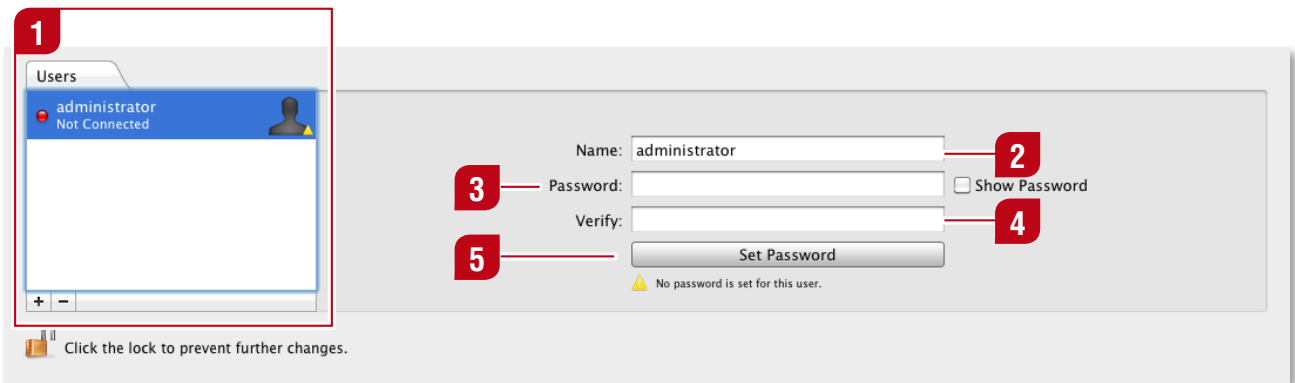 1
Users
administrator
Not Connected
Name: administrator 2
3 Password: Show Password
Verify: 4
5 Set Password
No password is set for this user.
+ −
Click the lock to prevent further changes.